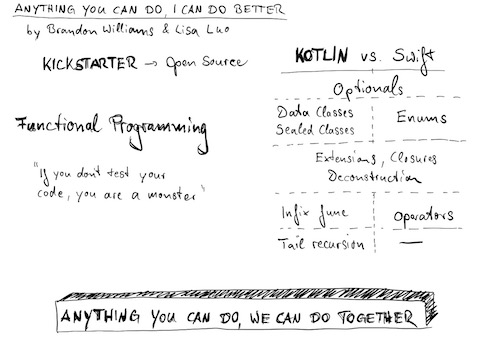 ANYTHING YOU CAN DO, I CAN DO BETTER
by Brandon Williams & Lisa Luo
KICKSTARTER → Open Source
Functional Programming
"If you don't test your
code, you are a monster"
KOTLIN vs. Swift
Optionals
Data Classes
Sealed Classes
Enums
Extensions, Closures
Deconstruction
Infix func
Operators
Tail recursion
—
ANYTHING YOU CAN DO, WE CAN DO TOGETHER